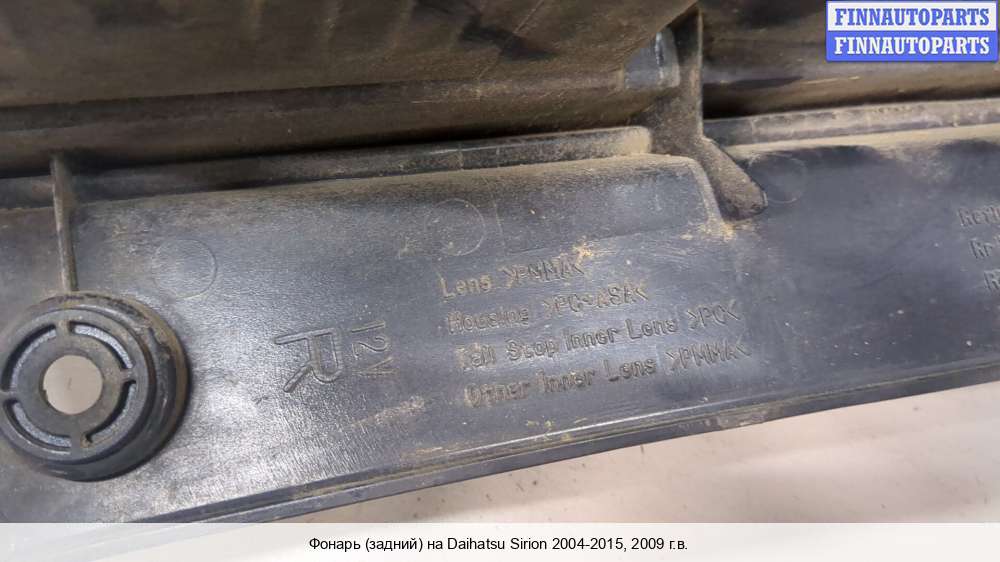 FINNAUTOPARTS
FINNAUTOPARTS
Lens >PMMA<
Housing >PC+ASA<
Tail Stop Inner Lens >PC<
Other Inner Lens >PMMA<
12V
R
Фонарь (задний) на Daihatsu Sirion 2004-2015, 2009 г.в.